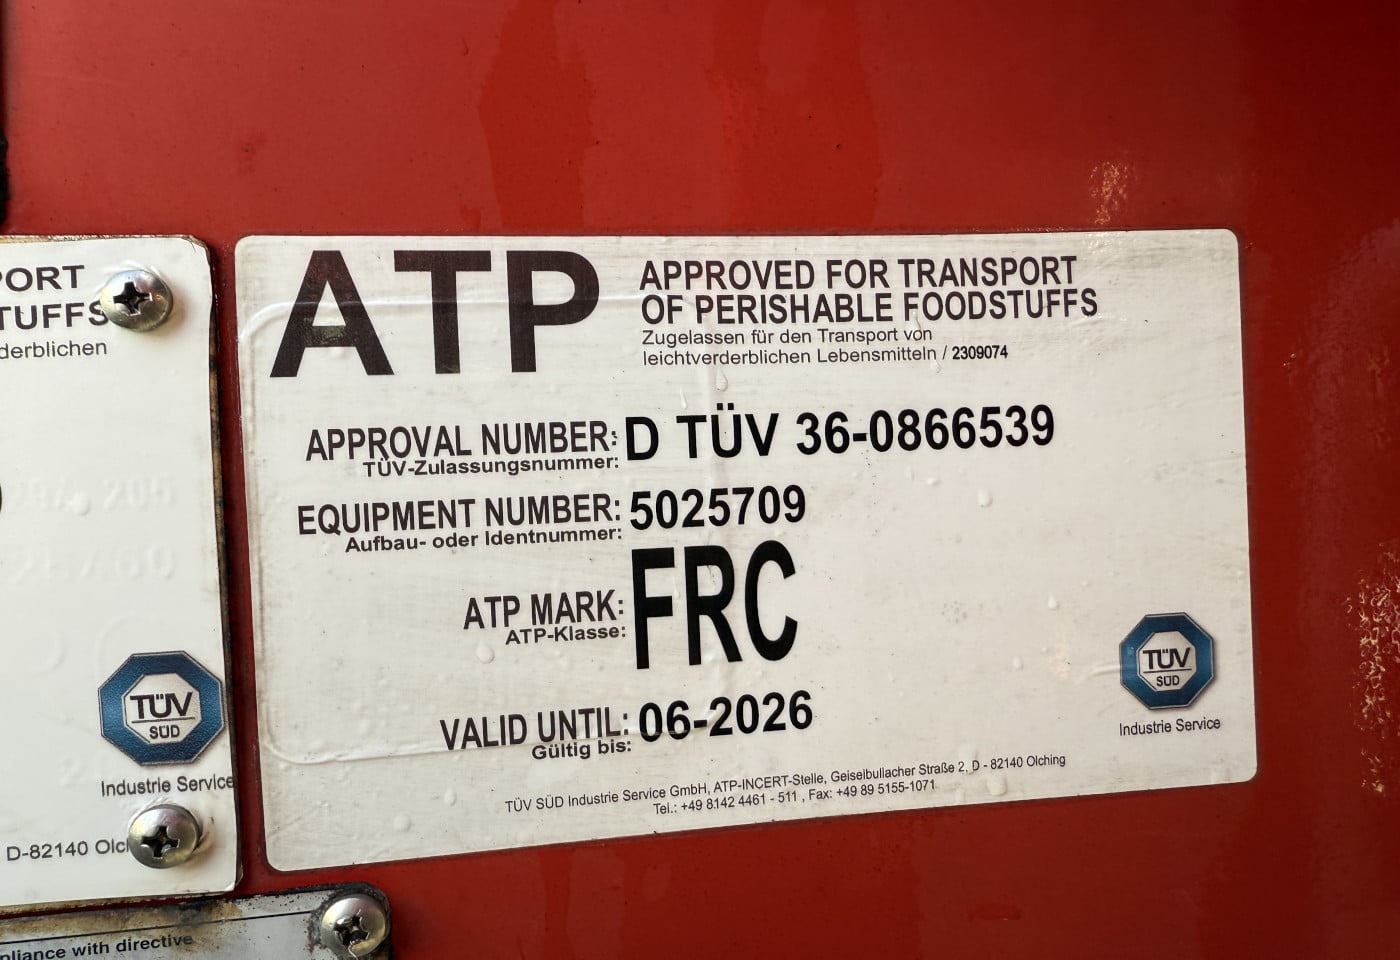 ATP
APPROVED FOR TRANSPORT
OF PERISHABLE FOODSTUFFS
Zugelassen für den Transport von
leichtverderblichen Lebensmitteln / 2309074
APPROVAL NUMBER: D TÜV 36-0866539
TÜV-Zulassungsnummer:
EQUIPMENT NUMBER: 5025709
Aufbau- oder Identnummer:
ATP MARK: FRC
ATP-Klasse:
VALID UNTIL: 06-2026
Gültig bis:
TÜV
SÜD
Industrie Service
TÜV SÜD Industrie Service GmbH, ATP-INCERT-Stelle, Geiselbullacher Straße 2, D - 82140 Olching
Tel.: +49 8142 4461 - 511 , Fax: +49 89 5155-1071
PORT
TUFFS
derblichen
TÜV
SÜD
Industrie Service
D-82140 Olch
pliance with directive